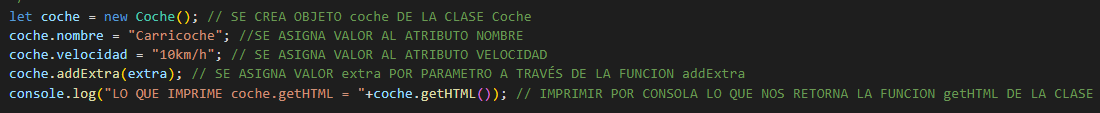 let coche = new Coche(); // SE CREA OBJETO coche DE LA CLASE Coche
coche.nombre = "Carricoche"; //SE ASIGNA VALOR AL ATRIBUTO NOMBRE
coche.velocidad = "10km/h"; // SE ASIGNA VALOR AL ATRIBUTO VELOCIDAD
coche.addExtra(extra); // SE ASIGNA VALOR extra POR PARAMETRO A TRAVÉS DE LA FUNCION addExtra
console.log("LO QUE IMPRIME coche.getHTML = "+coche.getHTML()); // IMPRIMIR POR CONSOLA LO QUE NOS RETORNA LA FUNCION getHTML DE LA CLASE